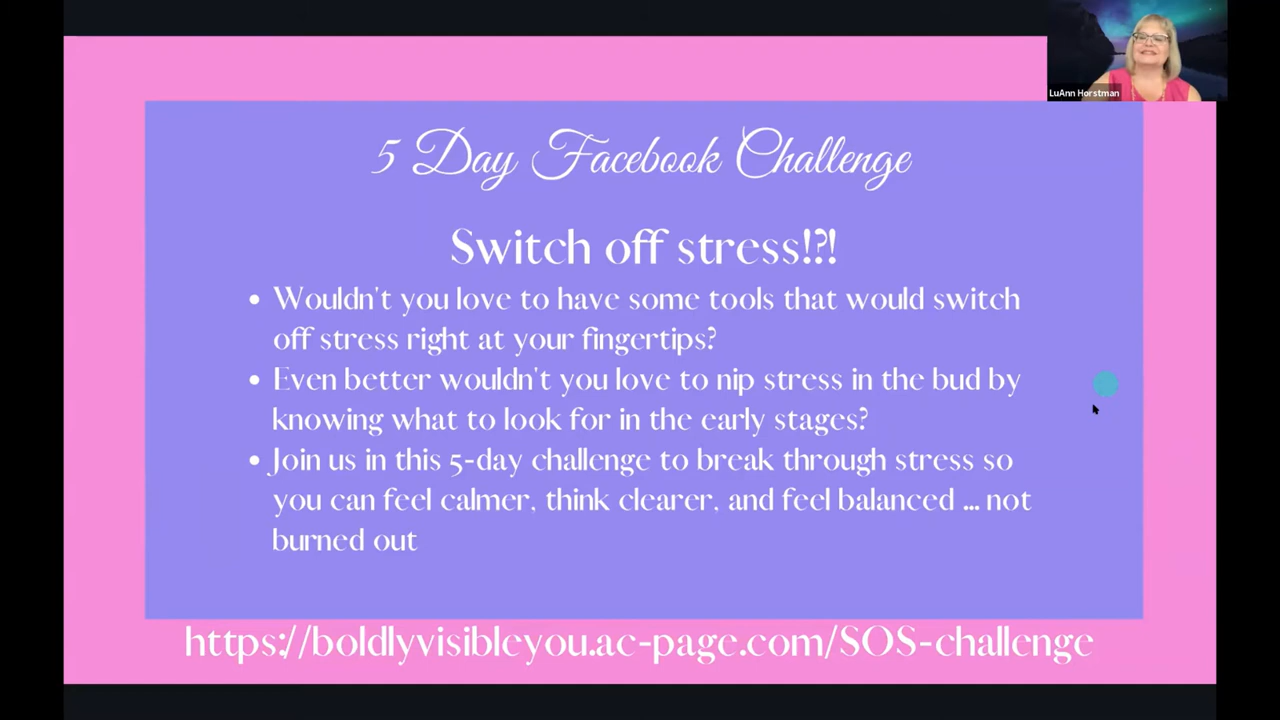 LuAnn Horstman
5 Day Facebook Challenge
Switch off stress!?!
• Wouldn't you love to have some tools that would switch
off stress right at your fingertips?
• Even better wouldn't you love to nip stress in the bud by
knowing what to look for in the early stages?
• Join us in this 5-day challenge to break through stress so
you can feel calmer, think clearer, and feel balanced ... not
burned out
https://boldlyvisibleyou.ac-page.com/SOS-challenge